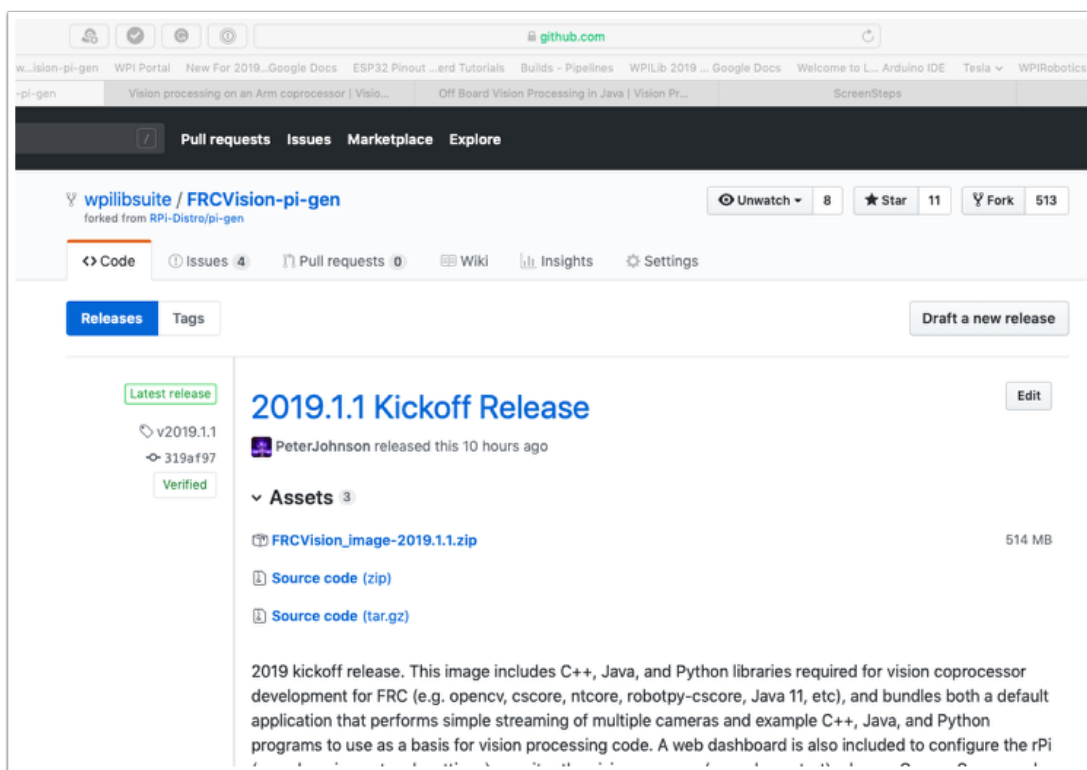 github.com
w...ision-pi-gen WPI Portal New For 2019...Google Docs ESP32 Pinout ...erd Tutorials Builds - Pipelines WPILib 2019 ... Google Docs Welcome to L... Arduino IDE Tesla WPIRobotics
-pi-gen Vision processing on an Arm coprocessor | Visio... Off Board Vision Processing in Java | Vision Pr... ScreenSteps
/ Pull requests Issues Marketplace Explore
wpilibsuite / FRCVision-pi-gen Unwatch 8 Star 11 Fork 513
forked from RPi-Distro/pi-gen
<> Code Issues 4 Pull requests 0 Wiki Insights Settings
Releases Tags Draft a new release
Latest release
v2019.1.1
319af97
Verified
2019.1.1 Kickoff Release Edit
PeterJohnson released this 10 hours ago
Assets 3
FRCVision_image-2019.1.1.zip 514 MB
Source code (zip)
Source code (tar.gz)
2019 kickoff release. This image includes C++, Java, and Python libraries required for vision coprocessor
development for FRC (e.g. opencv, cscore, ntcore, robotpy-cscore, Java 11, etc), and bundles both a default
application that performs simple streaming of multiple cameras and example C++, Java, and Python
programs to use as a basis for vision processing code. A web dashboard is also included to configure the rPi